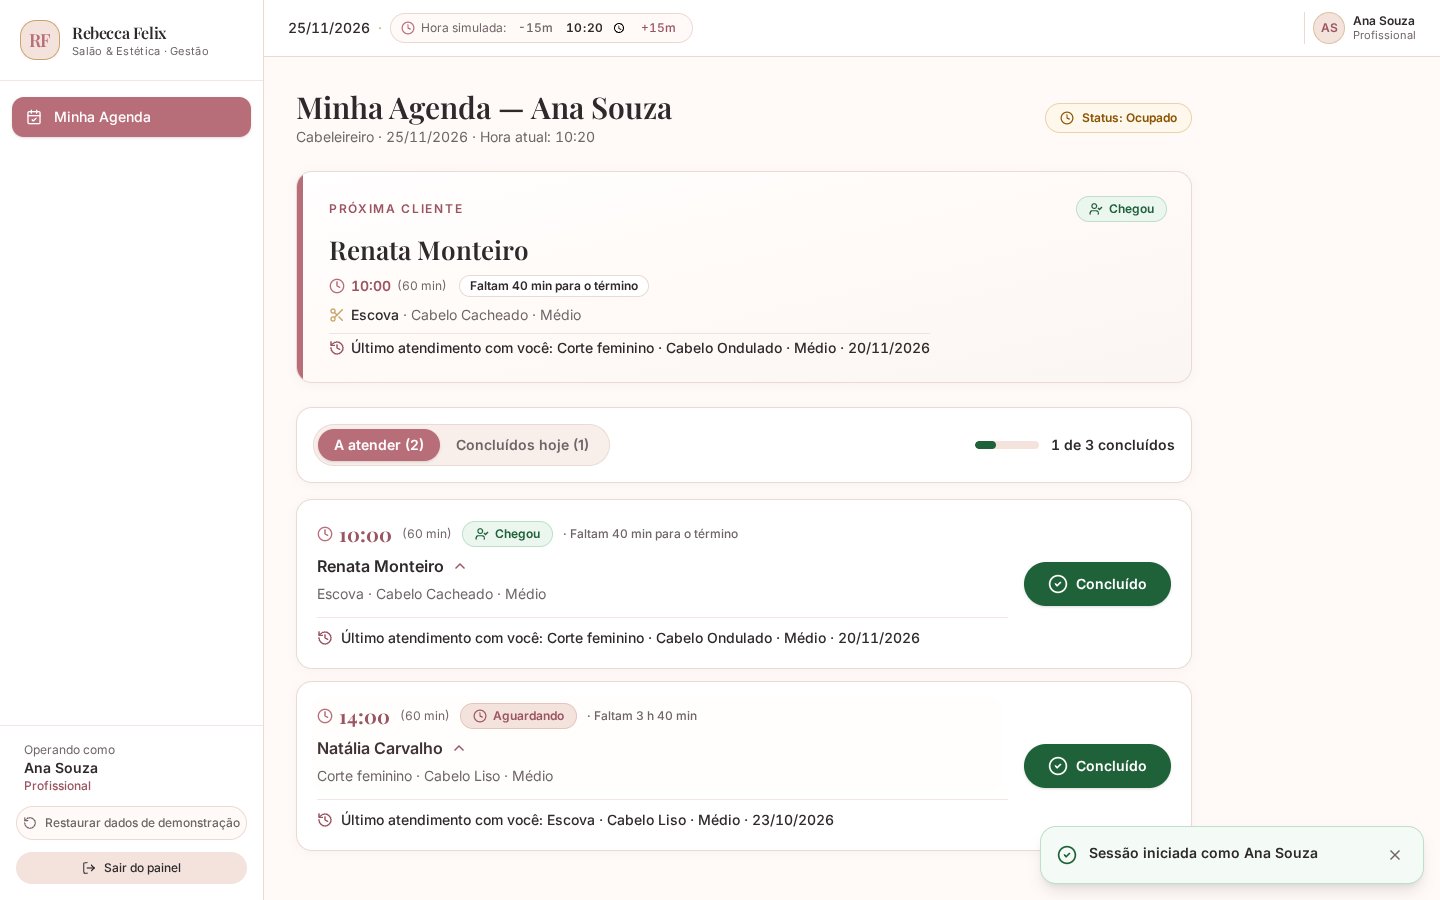 RF
Rebecca Felix
Salão & Estética · Gestão
Minha Agenda
Operando como
Ana Souza
Profissional
Restaurar dados de demonstração
Sair do painel
25/11/2026 · Hora simulada: -15m 10:20 +15m
AS
Ana Souza
Profissional
Minha Agenda — Ana Souza
Cabeleireiro · 25/11/2026 · Hora atual: 10:20
Status: Ocupado
PRÓXIMA CLIENTE
Chegou
Renata Monteiro
10:00 (60 min) Faltam 40 min para o término
Escova · Cabelo Cacheado · Médio
Último atendimento com você: Corte feminino · Cabelo Ondulado · Médio · 20/11/2026
A atender (2) Concluídos hoje (1)
1 de 3 concluídos
10:00 (60 min) Chegou · Faltam 40 min para o término
Renata Monteiro
Escova · Cabelo Cacheado · Médio
Último atendimento com você: Corte feminino · Cabelo Ondulado · Médio · 20/11/2026
Concluído
14:00 (60 min) Aguardando · Faltam 3 h 40 min
Natália Carvalho
Corte feminino · Cabelo Liso · Médio
Último atendimento com você: Escova · Cabelo Liso · Médio · 23/10/2026
Concluído
Sessão iniciada como Ana Souza